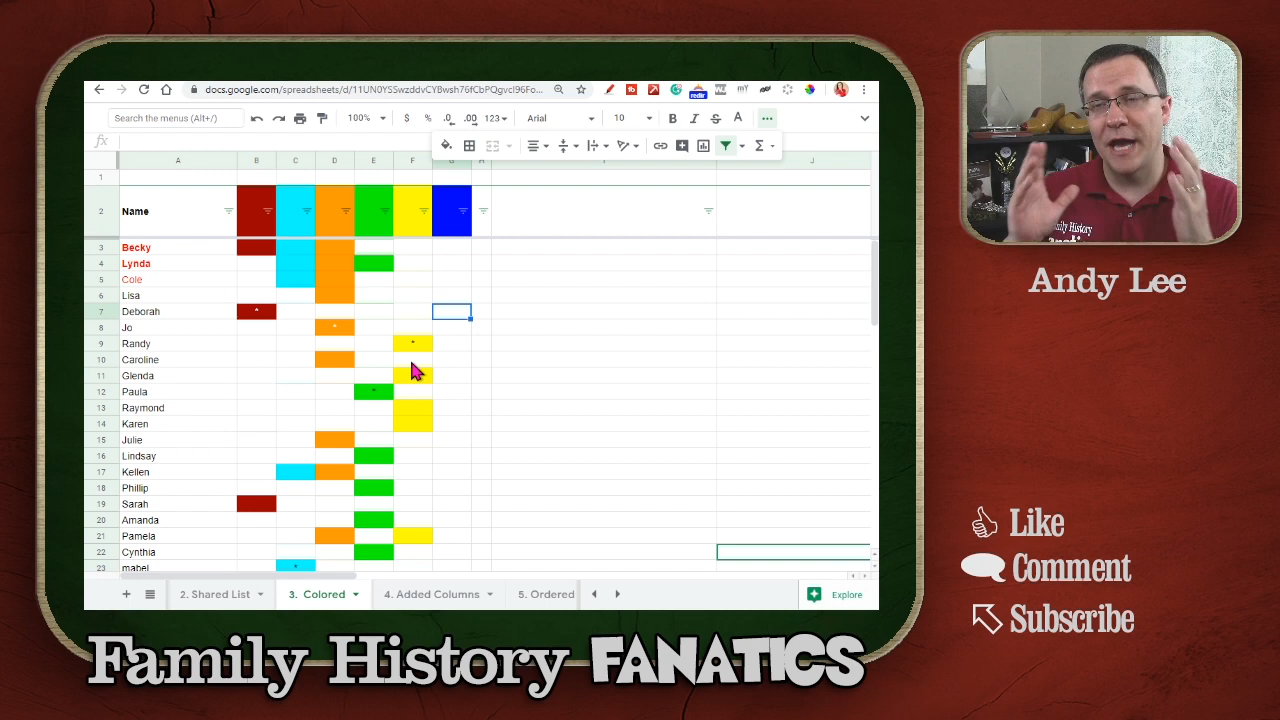 docs.google.com/spreadsheets/d/11UN0YSSwzddvCYBwsh76fCbPQgvcI96Fo...
Search the menus (Alt+/)
100%
$
%
.0
.00
123
Arial
10
B
I
S
A
fx
A
B
C
D
E
F
G
H
J
1
2 Name
3 Becky
4 Lynda
5 Cole
6 Lisa
7 Deborah *
8 Jo *
9 Randy *
10 Caroline
11 Glenda
12 Paula *
13 Raymond
14 Karen
15 Julie
16 Lindsay
17 Kellen
18 Phillip
19 Sarah
20 Amanda
21 Pamela
22 Cynthia
23 mabel *
2. Shared List
3. Colored
4. Added Columns
5. Ordered
Explore
Family History FANATICS
Andy Lee
Like
Comment
Subscribe